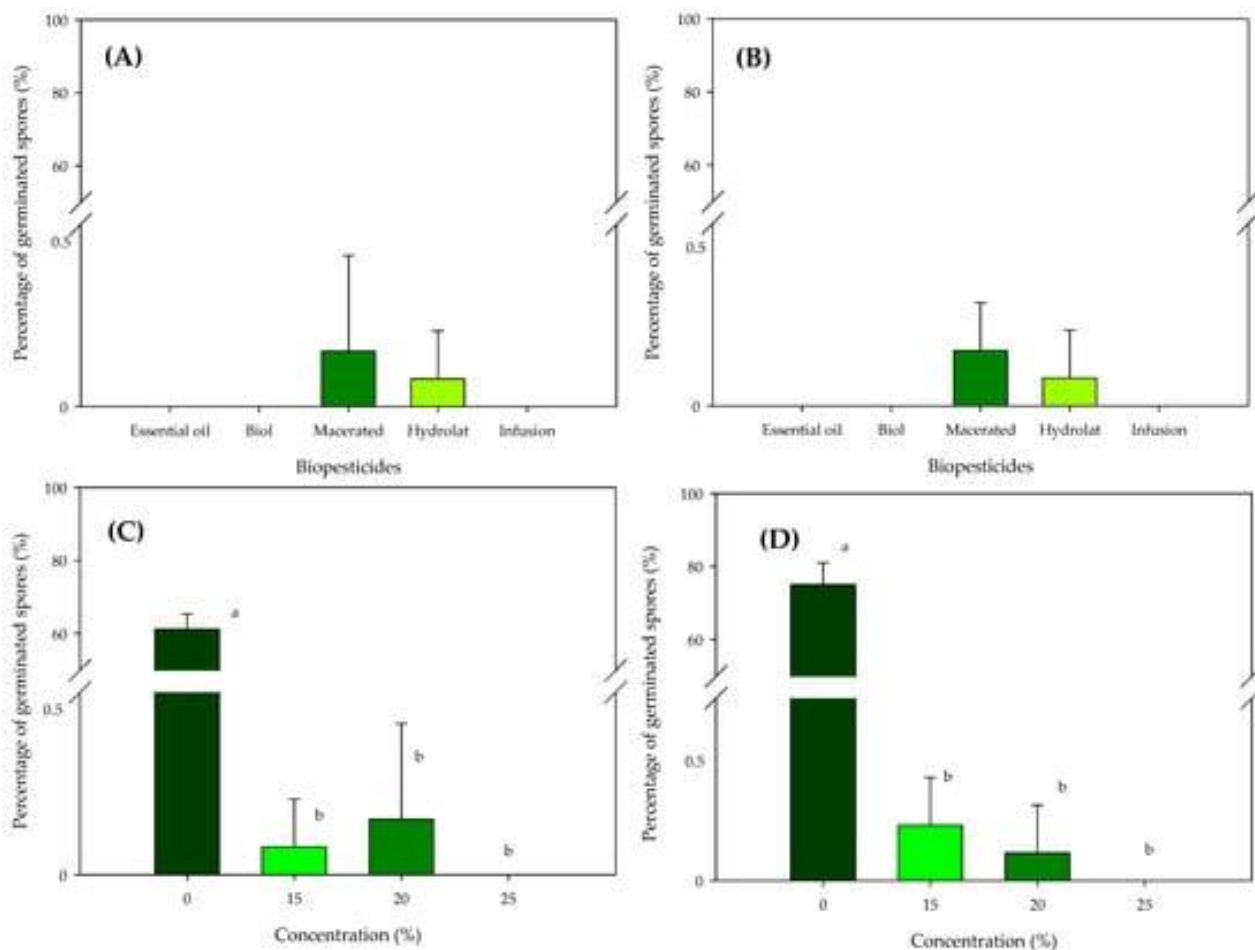 (A)
Percentage of germinated spores (%)
100
80
60
0.5
0
Essential oil Biol Macerated Hydrolat Infusion
Biopesticides
(B)
Percentage of germinated spores (%)
100
80
60
0.5
0
Essential oil Biol Macerated Hydrolat Infusion
Biopesticides
(C)
Percentage of germinated spores (%)
100
80
60
0.5
0
a
b
b
b
0 15 20 25
Concentration (%)
(D)
Percentage of germinated spores (%)
100
80
60
0.5
0
a
b
b
b
0 15 20 25
Concentration (%)